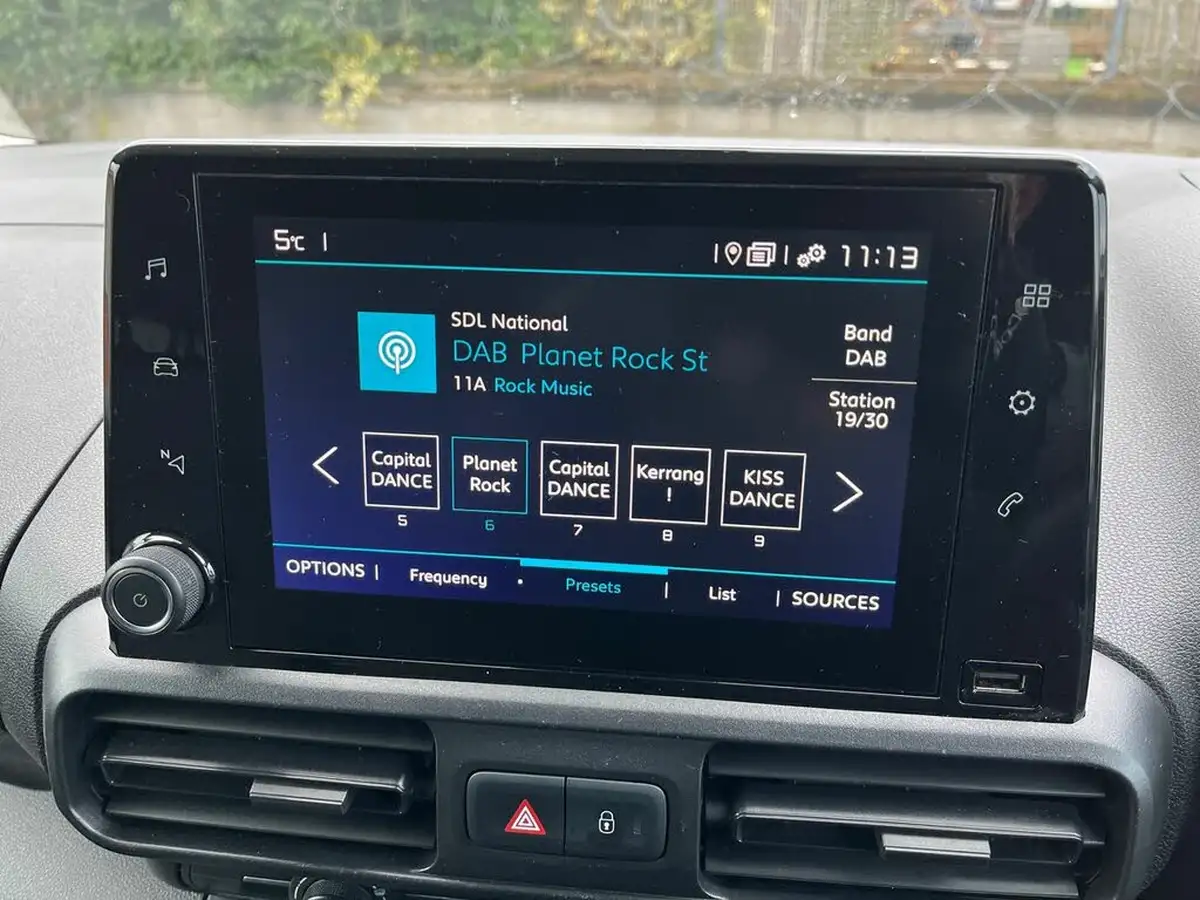 5°C
11:13
SDL National
DAB Planet Rock St
11A Rock Music
Band
DAB
Station
19/30
N
Capital
DANCE
5
Planet
Rock
6
Capital
DANCE
7
Kerrang
!
8
KISS
DANCE
9
OPTIONS | Frequency • Presets | List | SOURCES